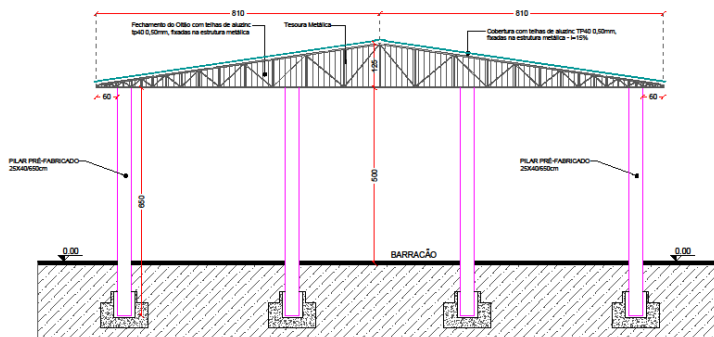 810
810
Fechamento do Oitão com telhas de aluzinc
tp40 0,50mm, fixadas na estrutura metálica
Tesoura Metálica
Cobertura com telhas de aluzinc TP40 0,50mm,
fixadas na estrutura metálica - i=15%
125
60
60
PILAR PRÉ-FABRICADO
25X40/650cm
650
500
PILAR PRÉ-FABRICADO
25X40/650cm
0.00
BARRACÃO
0.00